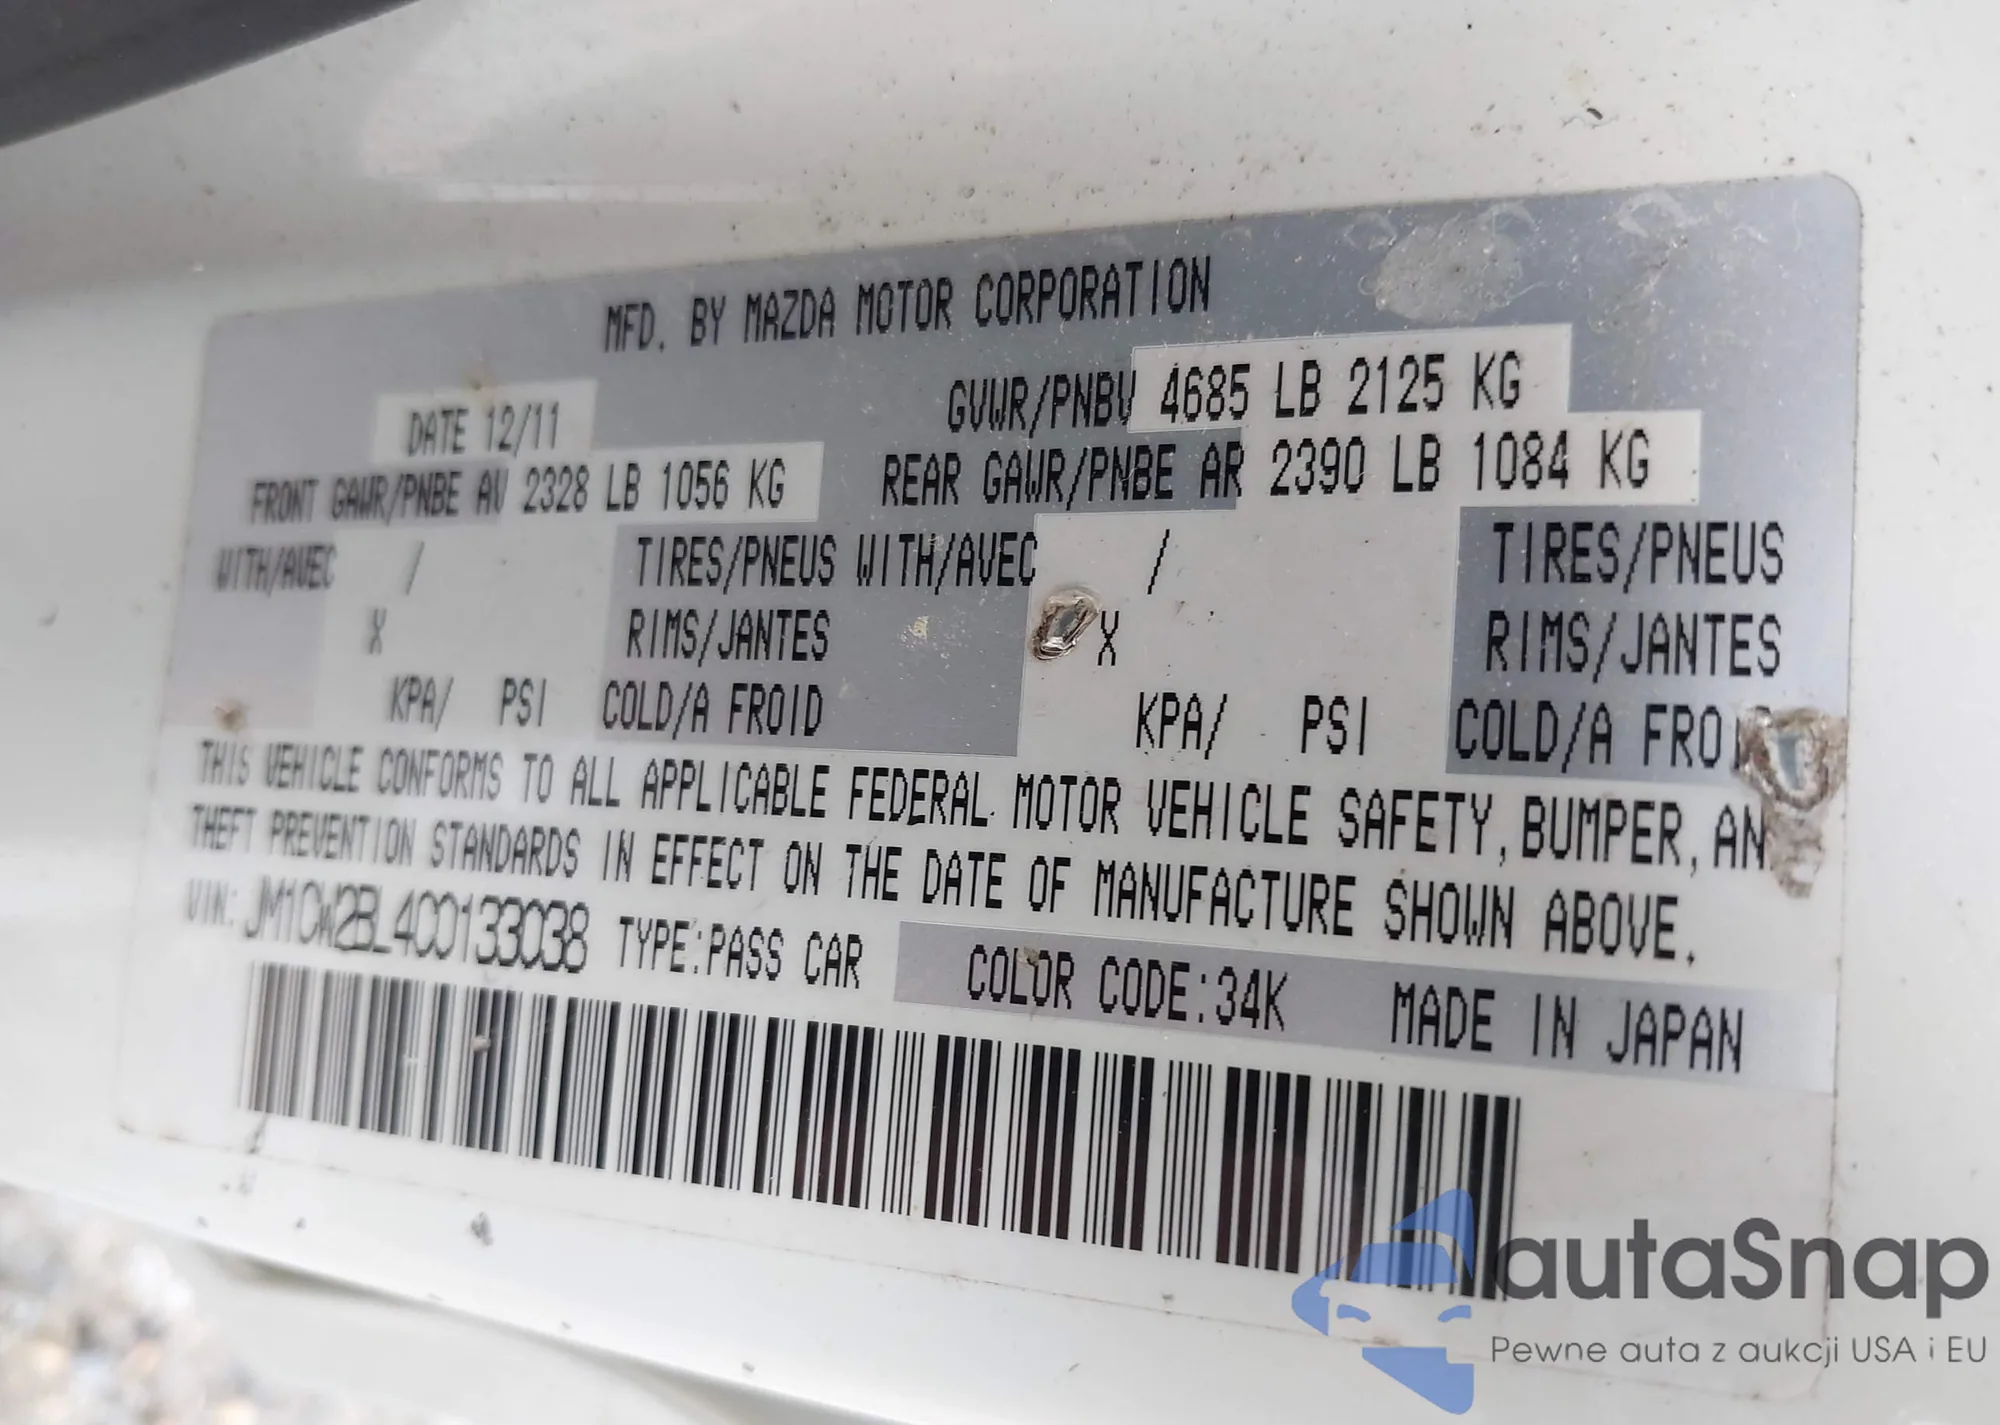 MFD. BY MAZDA MOTOR CORPORATION
DATE 12/11 GVWR/PNBV 4685 LB 2125 KG
FRONT GAWR/PNBE AV 2328 LB 1056 KG REAR GAWR/PNBE AR 2390 LB 1084 KG
WITH/AVEC / TIRES/PNEUS WITH/AVEC / TIRES/PNEUS
X RIMS/JANTES X RIMS/JANTES
KPA/ PSI COLD/A FROID KPA/ PSI COLD/A FROID
THIS VEHICLE CONFORMS TO ALL APPLICABLE FEDERAL MOTOR VEHICLE SAFETY, BUMPER, AN
THEFT PREVENTION STANDARDS IN EFFECT ON THE DATE OF MANUFACTURE SHOWN ABOVE.
VIN: JM1CW2BL4C0133038 TYPE:PASS CAR COLOR CODE:34K MADE IN JAPAN
autaSnap
Pewne auta z aukcji USA i EU